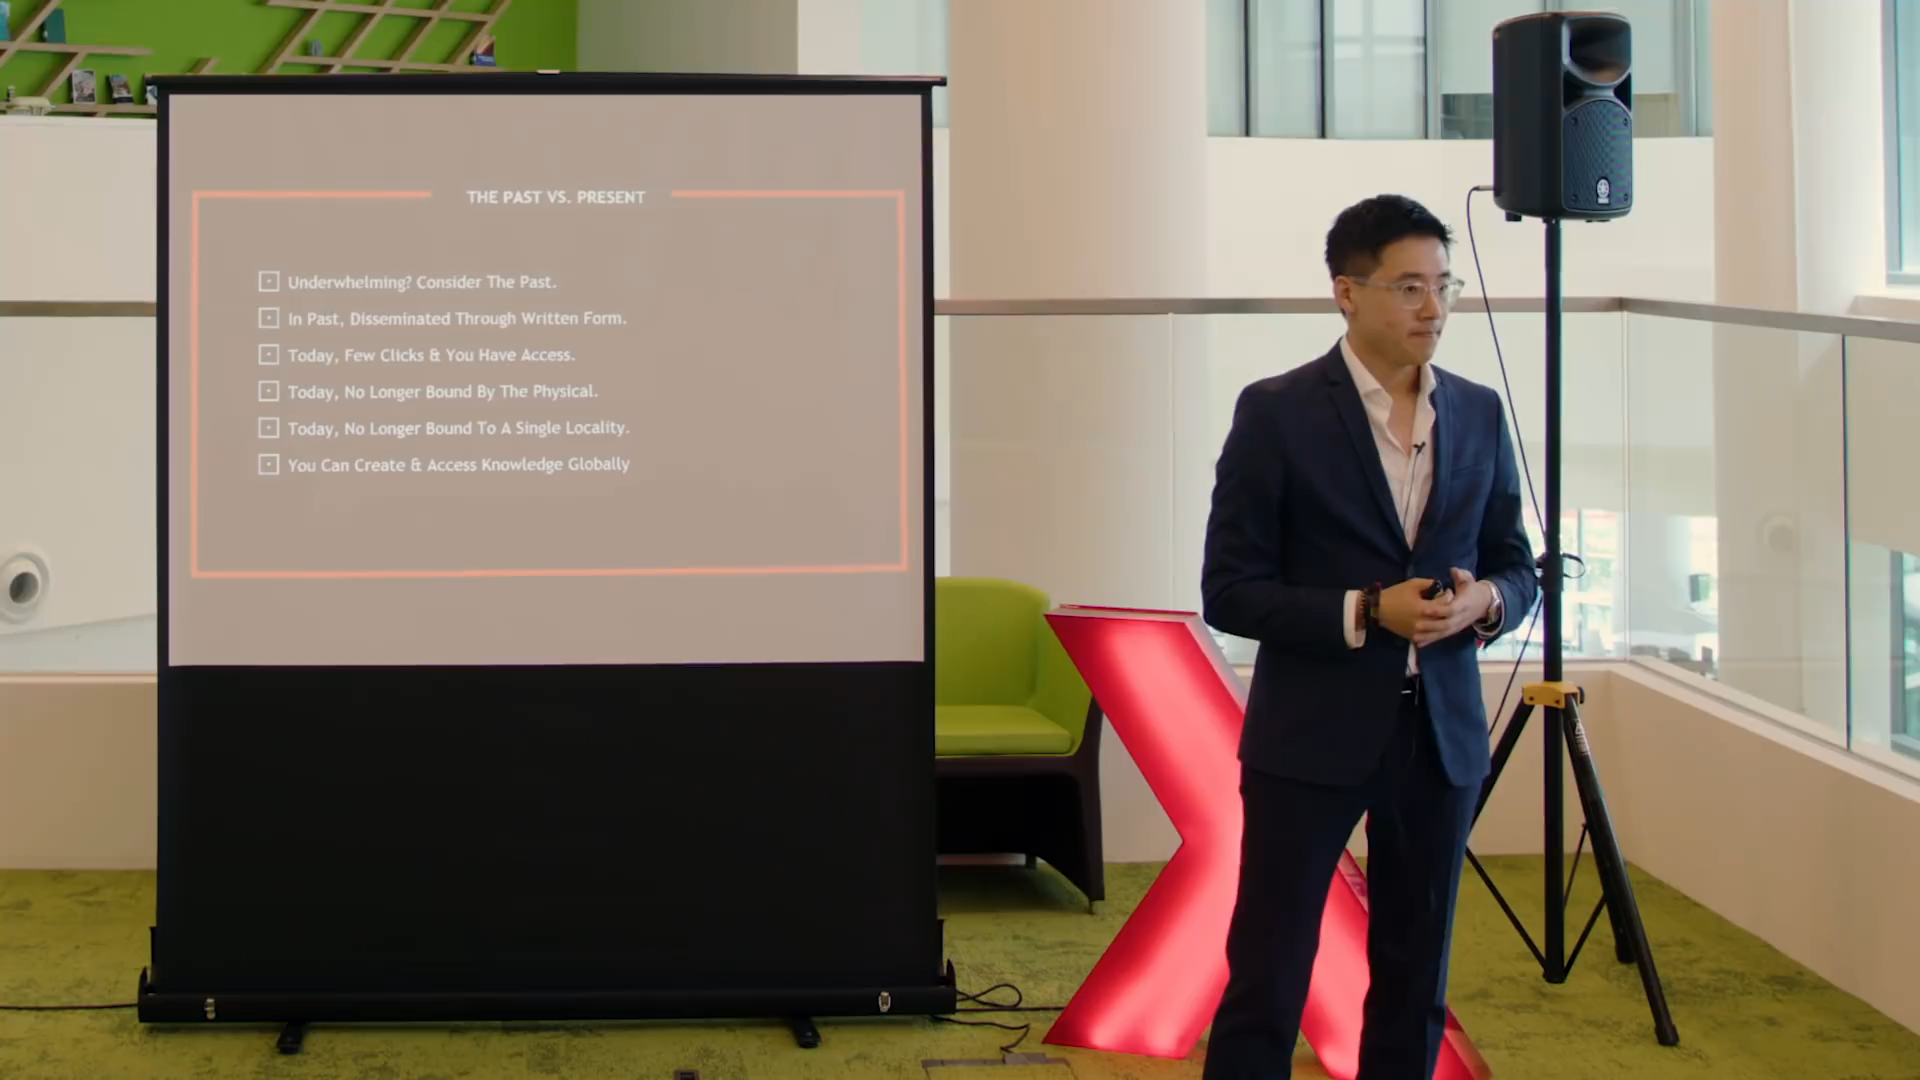 THE PAST VS. PRESENT
Underwhelming? Consider The Past.
In Past, Disseminated Through Written Form.
Today, Few Clicks & You Have Access.
Today, No Longer Bound By The Physical.
Today, No Longer Bound To A Single Locality.
You Can Create & Access Knowledge Globally
X